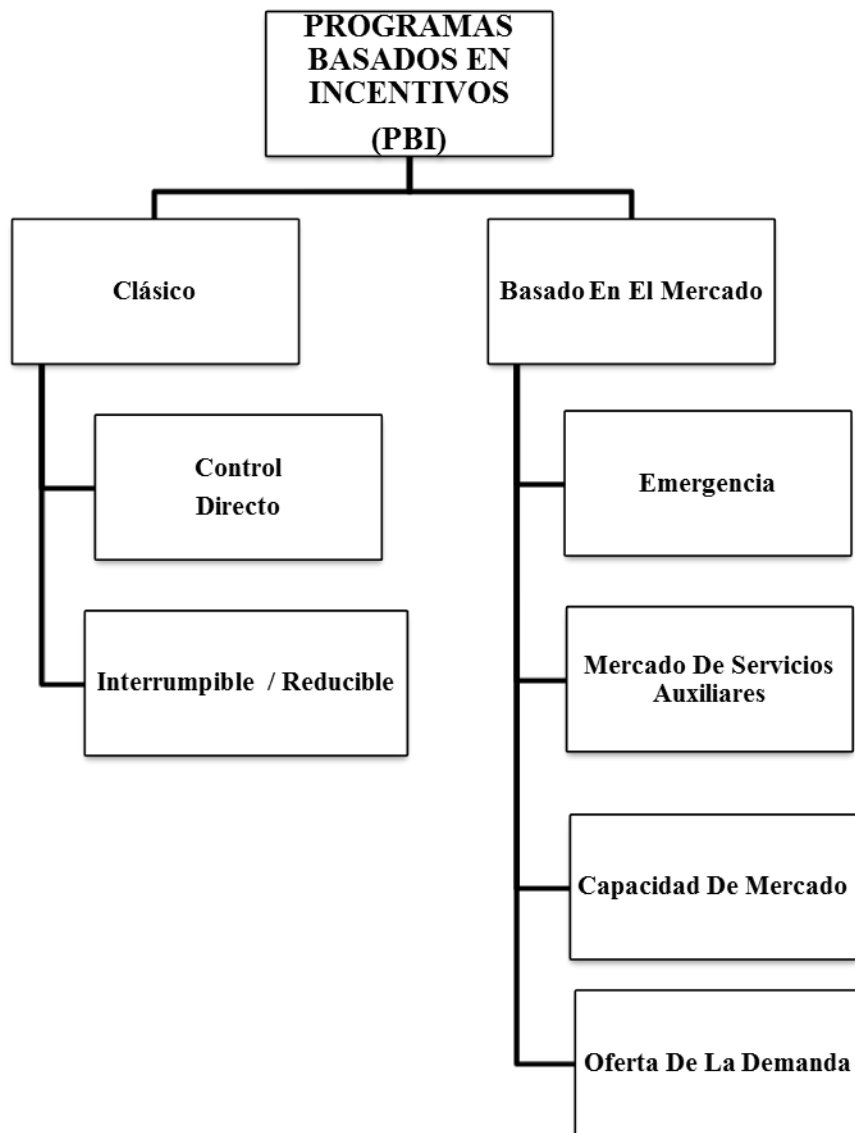 PROGRAMAS
BASADOS EN
INCENTIVOS
(PBI)
Clásico
Basado En El Mercado
Control
Directo
Emergencia
Interrumpible / Reducible
Mercado De Servicios
Auxiliares
Capacidad De Mercado
Oferta De La Demanda